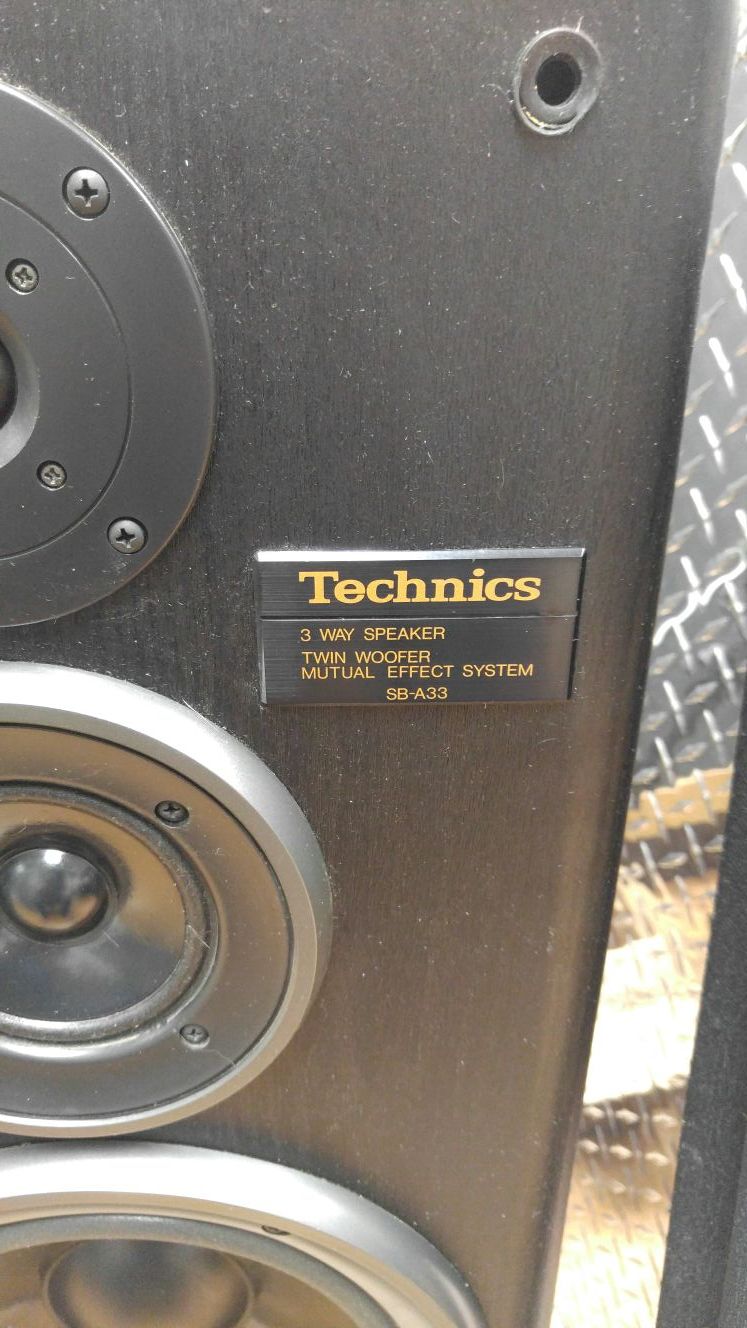 Technics
3 WAY SPEAKER
TWIN WOOFER
MUTUAL EFFECT SYSTEM
SB-A33